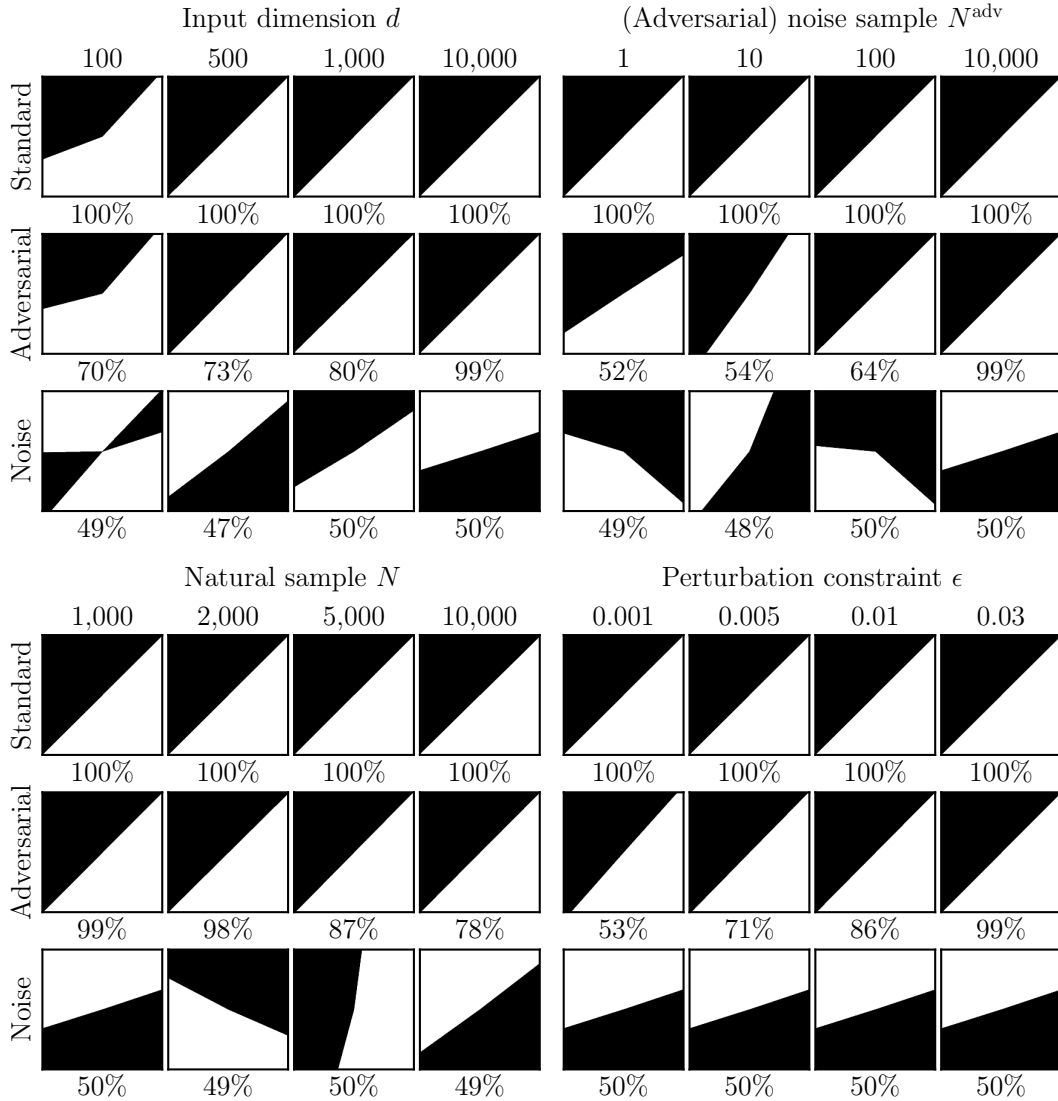 Input dimension d
(Adversarial) noise sample N^adv
100 500 1,000 10,000
1 10 100 10,000
Standard
100% 100% 100% 100%
100% 100% 100% 100%
Adversarial
70% 73% 80% 99%
52% 54% 64% 99%
Noise
49% 47% 50% 50%
49% 48% 50% 50%
Natural sample N
Perturbation constraint ϵ
1,000 2,000 5,000 10,000
0.001 0.005 0.01 0.03
Standard
100% 100% 100% 100%
100% 100% 100% 100%
Adversarial
99% 98% 87% 78%
53% 71% 86% 99%
Noise
50% 49% 50% 49%
50% 50% 50% 50%